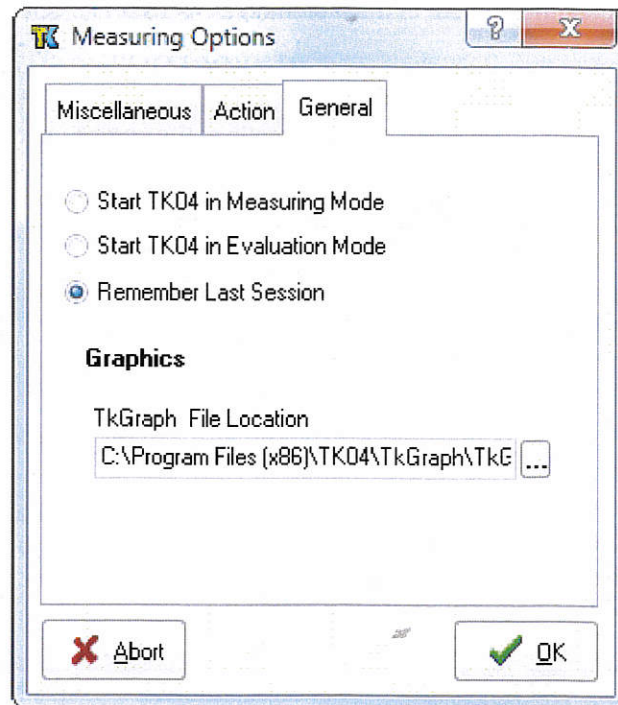 TK Measuring Options ?  X
Miscellaneous Action General
Start TK04 in Measuring Mode
Start TK04 in Evaluation Mode
Remember Last Session
Graphics
TkGraph File Location
C:\Program Files (x86)\TK04\TkGraph\TkG ...
Abort OK